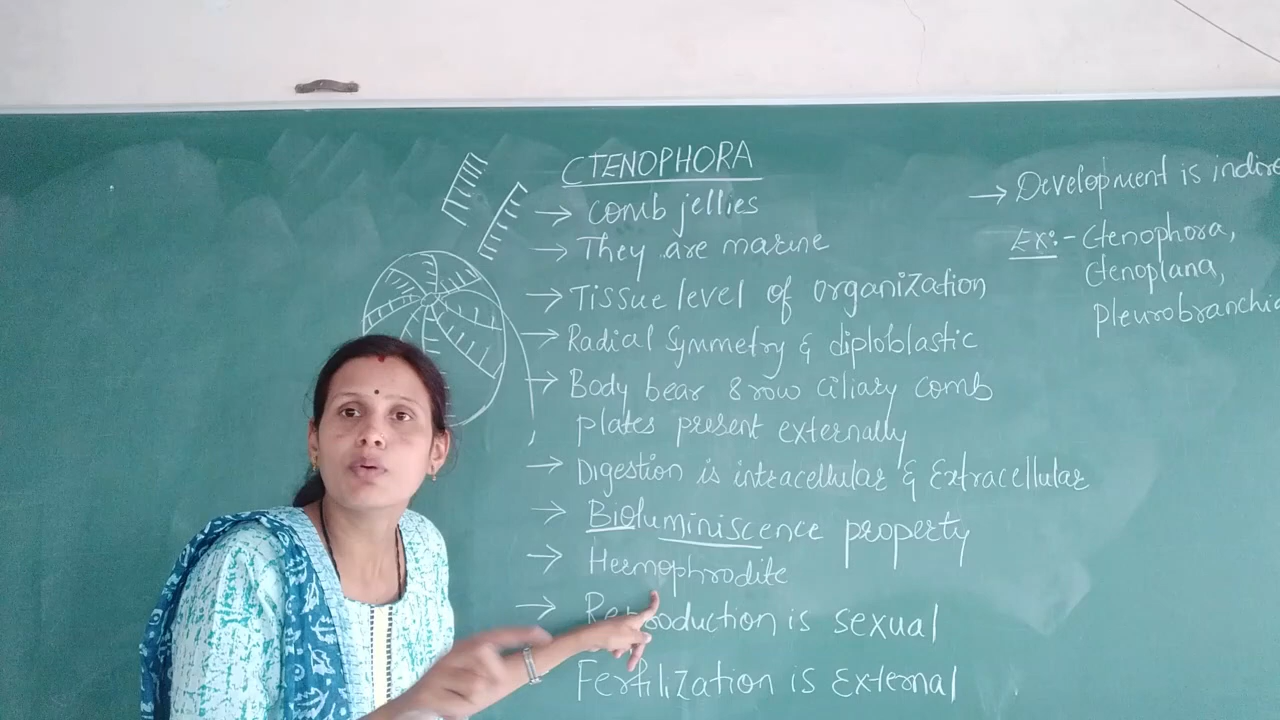 CTENOPHORA
→ comb jellies
→ They are marine
→ Tissue level of organization
→ Radial Symmetry & diploblastic
→ Body bear 8 row ciliary comb
plates present externally
→ Digestion is intracellular & Extracellular
→ Bioluminiscence property
→ Hermophrodite
→ Reproduction is sexual
Fertilization is External
→ Development is
Ex:- Ctenophora,
Ctenoplana,